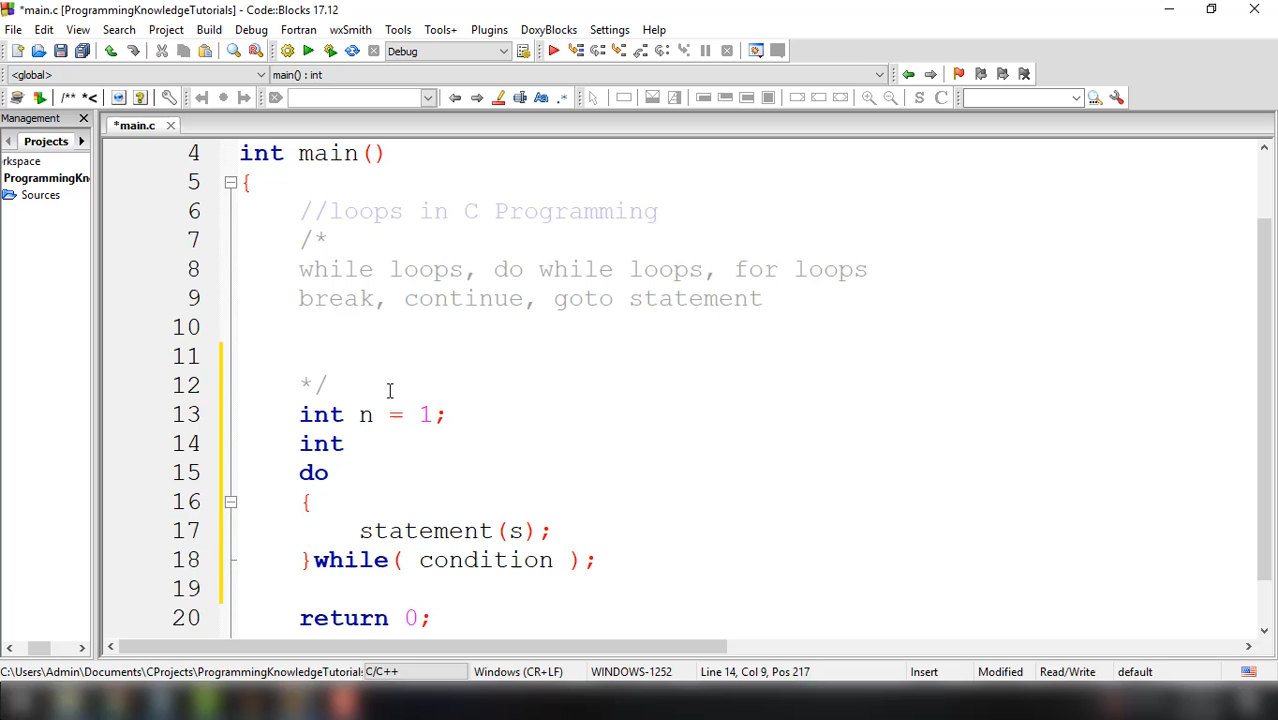 *main.c [ProgrammingKnowledgeTutorials] - Code::Blocks 17.12
File Edit View Search Project Build Debug Fortran wxSmith Tools Tools+ Plugins DoxyBlocks Settings Help
Debug
<global> main() : int
/** *<
S C
Management
*main.c
Projects
rkspace
ProgrammingKn
Sources
4 int main()
5 {
6 //loops in C Programming
7 /*
8 while loops, do while loops, for loops
9 break, continue, goto statement
10
11
12 */
13 int n = 1;
14 int
15 do
16 {
17 statement(s);
18 }while( condition );
19
20 return 0;
C:\Users\Admin\Documents\CProjects\ProgrammingKnowledgeTutorial: C/C++ Windows (CR+LF) WINDOWS-1252 Line 14, Col 9, Pos 217 Insert Modified Read/Write default